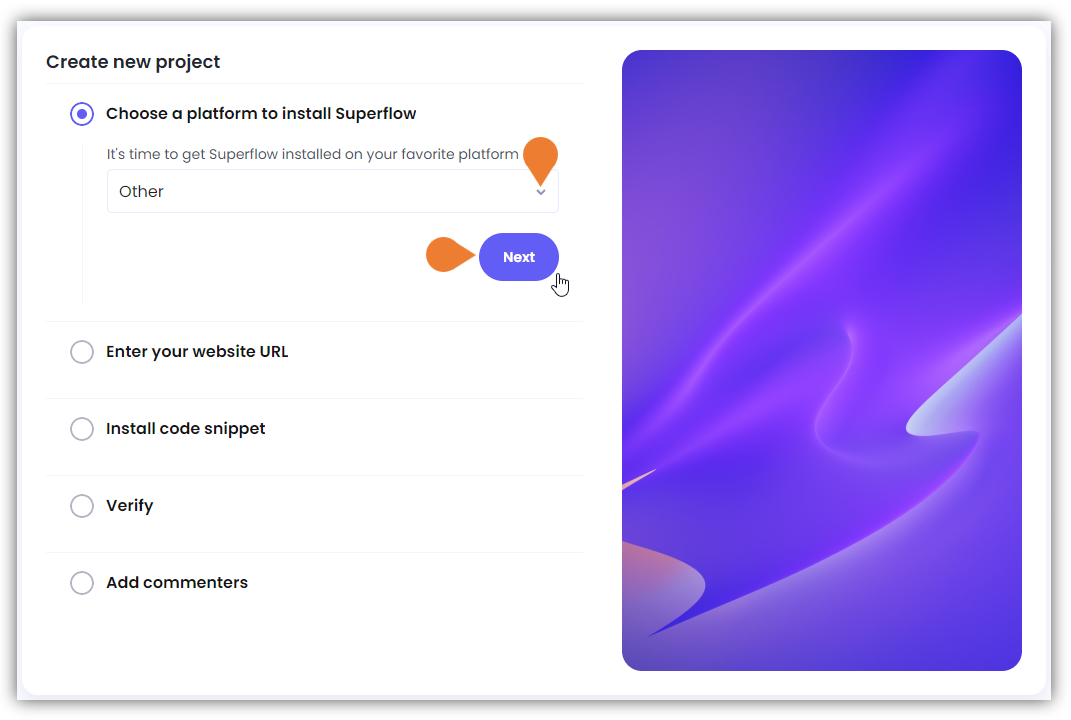 Create new project
Choose a platform to install Superflow
It's time to get Superflow installed on your favorite platform
Other
Next
Enter your website URL
Install code snippet
Verify
Add commenters